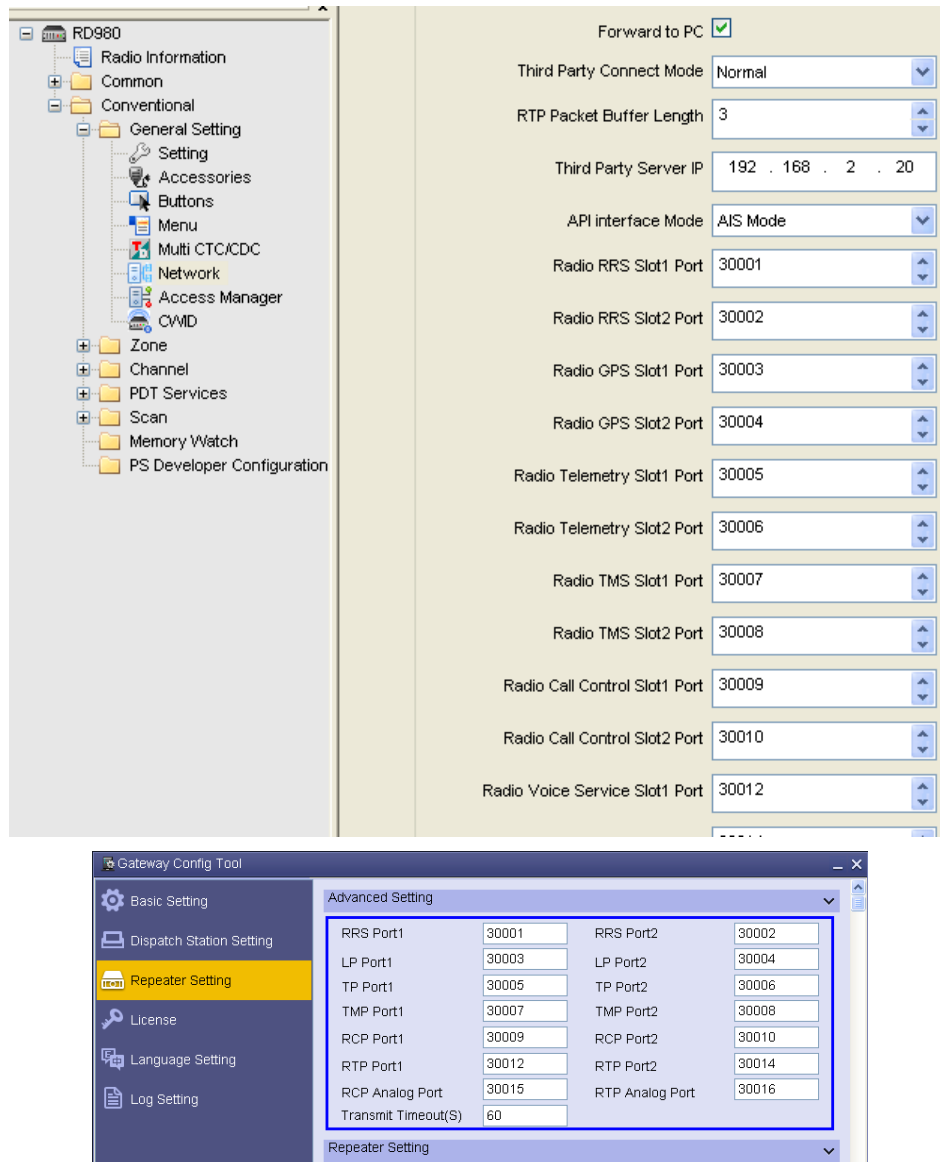 RD980
Radio Information
Common
Conventional
General Setting
Setting
Accessories
Buttons
Menu
Multi CTC/CDC
Network
Access Manager
CWID
Zone
Channel
PDT Services
Scan
Memory Watch
PS Developer Configuration
Forward to PC
Third Party Connect Mode Normal
RTP Packet Buffer Length 3
Third Party Server IP 192 . 168 . 2 . 20
API interface Mode AIS Mode
Radio RRS Slot1 Port 30001
Radio RRS Slot2 Port 30002
Radio GPS Slot1 Port 30003
Radio GPS Slot2 Port 30004
Radio Telemetry Slot1 Port 30005
Radio Telemetry Slot2 Port 30006
Radio TMS Slot1 Port 30007
Radio TMS Slot2 Port 30008
Radio Call Control Slot1 Port 30009
Radio Call Control Slot2 Port 30010
Radio Voice Service Slot1 Port 30012
Gateway Config Tool
Basic Setting
Dispatch Station Setting
Repeater Setting
License
Language Setting
Log Setting
Advanced Setting
RRS Port1 30001 RRS Port2 30002
LP Port1 30003 LP Port2 30004
TP Port1 30005 TP Port2 30006
TMP Port1 30007 TMP Port2 30008
RCP Port1 30009 RCP Port2 30010
RTP Port1 30012 RTP Port2 30014
RCP Analog Port 30015 RTP Analog Port 30016
Transmit Timeout(S) 60
Repeater Setting